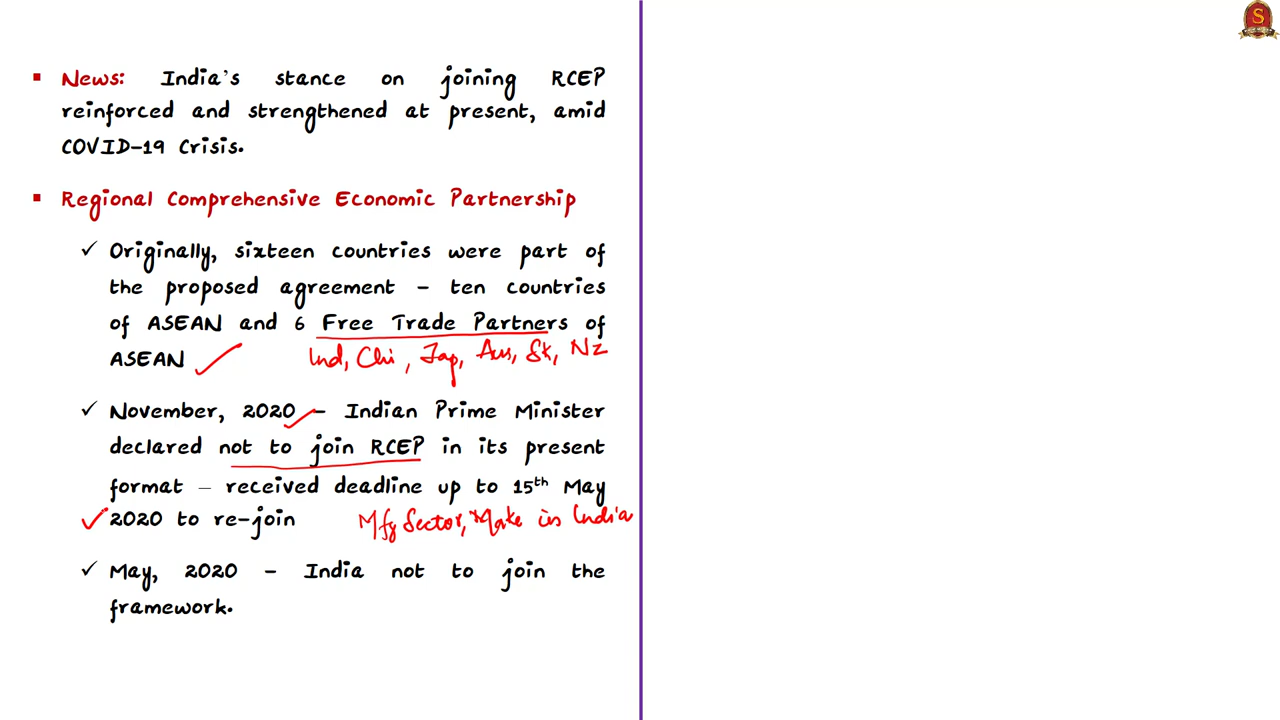 News: India's stance on joining RCEP
reinforced and strengthened at present, amid
COVID-19 Crisis.
Regional Comprehensive Economic Partnership
Originally, sixteen countries were part of
the proposed agreement – ten countries
of ASEAN and 6 Free Trade Partners of
ASEAN
Ind, Chi, Jap, Aus, Sk, NZ
November, 2020 – Indian Prime Minister
declared not to join RCEP in its present
format – received deadline up to 15th May
2020 to re-join
Mfg Sector, Make in India
May, 2020 – India not to join the
framework.
S